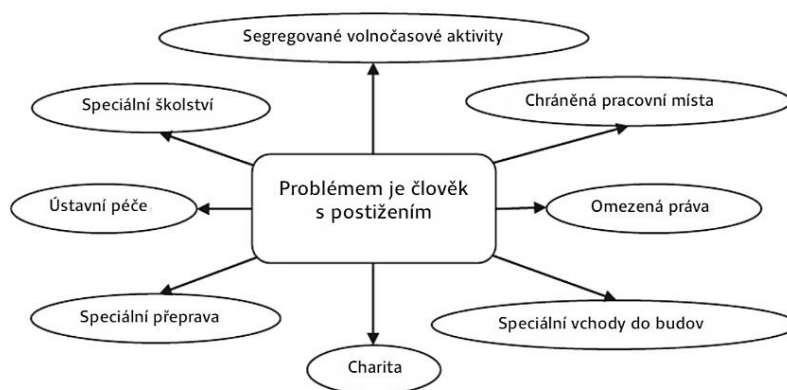 Segregované volnočasové aktivity
Speciální školství
Chráněná pracovní místa
Problémem je člověk
s postižením
Ústavní péče
Omezená práva
Speciální přeprava
Speciální vchody do budov
Charita